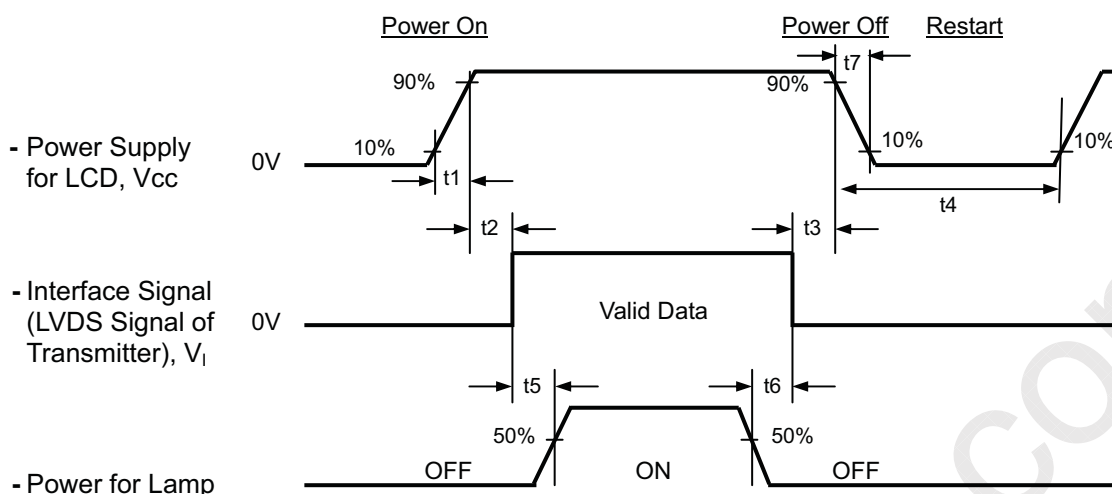 Power On
Power Off
Restart
t7
90%
90%
10%
10%
10%
- Power Supply
for LCD, Vcc
0V
t1
t4
t2
t3
- Interface Signal
(LVDS Signal of
Transmitter), VI
0V
Valid Data
t5
t6
50%
50%
OFF
ON
OFF
- Power for Lamp